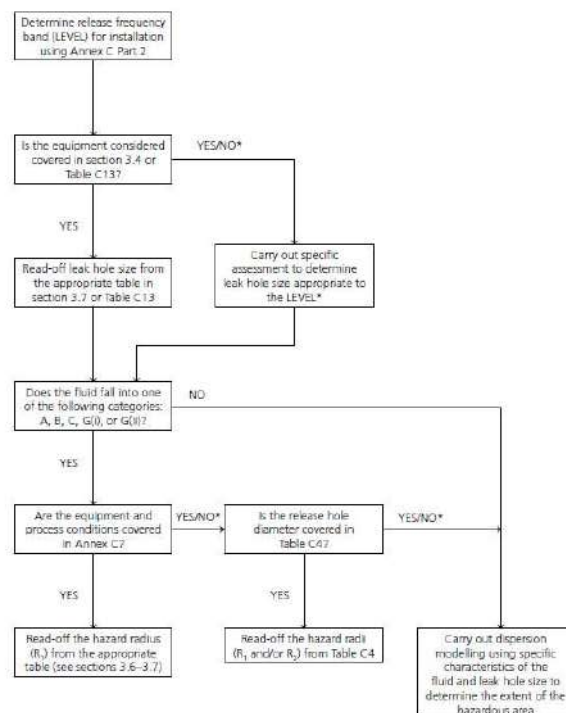 Determine release frequency
band (LEVEL) for installation
using Annex C Part 2
Is the equipment considered
covered in section 3.4 or
Table C13?
YES/NO*
YES
Read-off leak hole size from
the appropriate table in
section 3.7 or Table C13
Carry out specific
assessment to determine
leak hole size appropriate to
the LEVEL*
Does the fluid fall into one
of the following categories:
A, B, C, G(i), or G(ii)?
NO
YES
Are the equipment and
process conditions covered
in Annex C?
YES/NO*
Is the release hole
diameter covered in
Table C4?
YES/NO*
YES
YES
Read-off the hazard radius
(R₁) from the appropriate
table (see sections 3.6–3.7)
Read-off the hazard radii
(R₁ and/or R₂) from Table C4
Carry out dispersion
modelling using specific
characteristics of the
fluid and leak hole size to
determine the extent of the
hazardous area